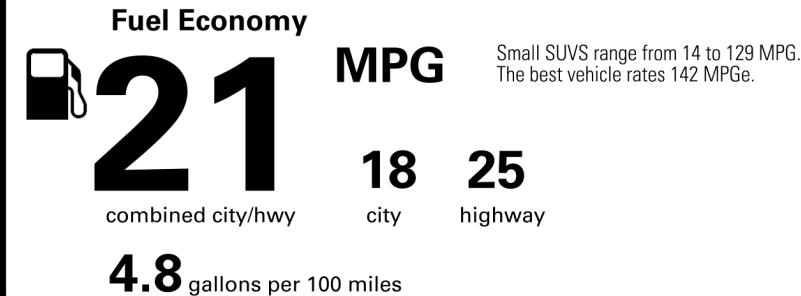 Fuel Economy
21 MPG
Small SUVS range from 14 to 129 MPG.
The best vehicle rates 142 MPGe.
18 25
combined city/hwy city highway
4.8 gallons per 100 miles